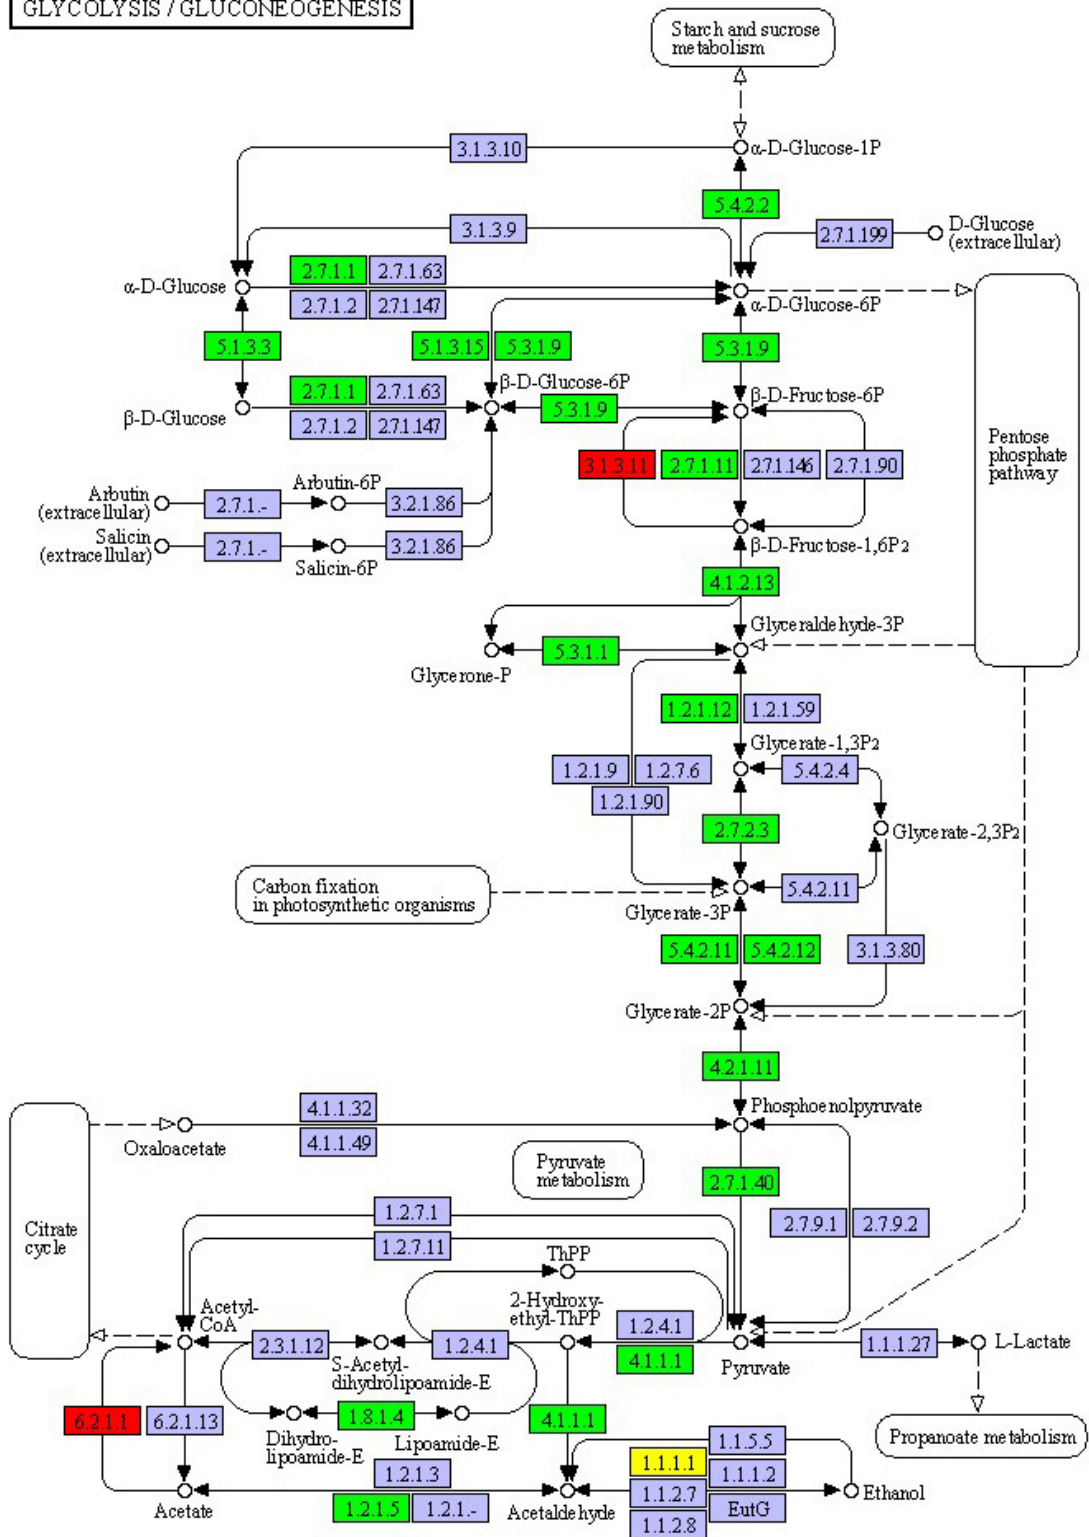 GLYCOLYSIS / GLUCONEOGENESIS
Starch and sucrose
metabolism
3.1.3.10
α-D-Glucose-1P
5.4.2.2
3.1.3.9
2.7.1.199
D-Glucose
(extracellular)
2.7.1.1
2.7.1.63
α-D-Glucose
2.7.1.2
2.7.1.147
α-D-Glucose-6P
5.1.3.3
5.1.3.15
5.3.1.9
5.3.1.9
2.7.1.1
2.7.1.63
β-D-Glucose-6P
β-D-Fructose-6P
β-D-Glucose
2.7.1.2
2.7.1.147
5.3.1.9
Pentose
phosphate
pathway
3.1.3.11
2.7.1.11
2.7.1.146
2.7.1.90
Arbutin
(extracellular)
2.7.1.-
Arbutin-6P
3.2.1.86
Salicin
(extracellular)
2.7.1.-
Salicin-6P
3.2.1.86
β-D-Fructose-1,6P2
4.1.2.13
Glyceraldehyde-3P
5.3.1.1
Glycerone-P
1.2.1.12
1.2.1.59
Glycerate-1,3P2
1.2.1.9
1.2.7.6
5.4.2.4
1.2.1.90
2.7.2.3
Glycerate-2,3P2
Carbon fixation
in photosynthetic organisms
5.4.2.11
Glycerate-3P
5.4.2.11
5.4.2.12
3.1.3.80
Glycerate-2P
4.2.1.11
4.1.1.32
Phosphoenolpyruvate
Oxaloacetate
4.1.1.49
Pyruvate
metabolism
2.7.1.40
Citrate
cycle
1.2.7.1
2.7.9.1
2.7.9.2
1.2.7.11
ThPP
Acetyl-
CoA
2-Hydroxy-
ethyl-ThPP
1.2.4.1
2.3.1.12
1.2.4.1
4.1.1.1
Pyruvate
1.1.1.27
L-Lactate
S-Acetyl-
dihydrolipoamide-E
6.2.1.1
6.2.1.13
1.8.1.4
4.1.1.1
Dihydro-
lipoamide-E
Lipoamide-E
Propanoate metabolism
1.1.5.5
1.2.1.3
1.1.1.1
1.1.1.2
Acetate
1.2.1.5
1.2.1.-
Acetaldehyde
1.1.2.7
EutG
Ethanol
1.1.2.8